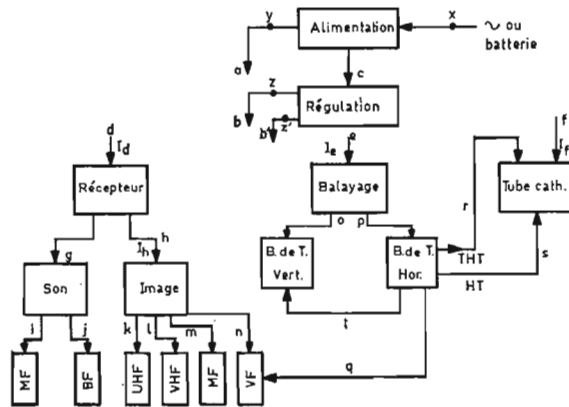 y
Alimentation
x
~ ou
batterie
a
c
z
Régulation
b
b'
z'
d
I_d
I_e
e
f
I_f
Récepteur
Balayage
Tube cath.
r
o
p
h
I_h
g
B. de T.
Vert.
B. de T.
Hor.
THT
HT
s
Son
Image
i
j
k
l
m
n
t
q
MF
BF
UHF
VHF
MF
VF